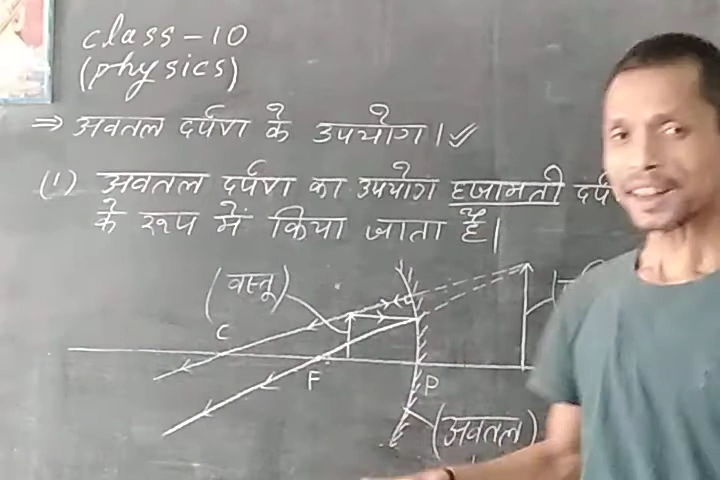 class - 10
(physics)
⇒ अवतल दर्पण के उपयोग। ✓
(1) अवतल दर्पण का उपयोग हजामती
के रूप में किया जाता है।
(वस्तू)
C
F
P
(अवतल)